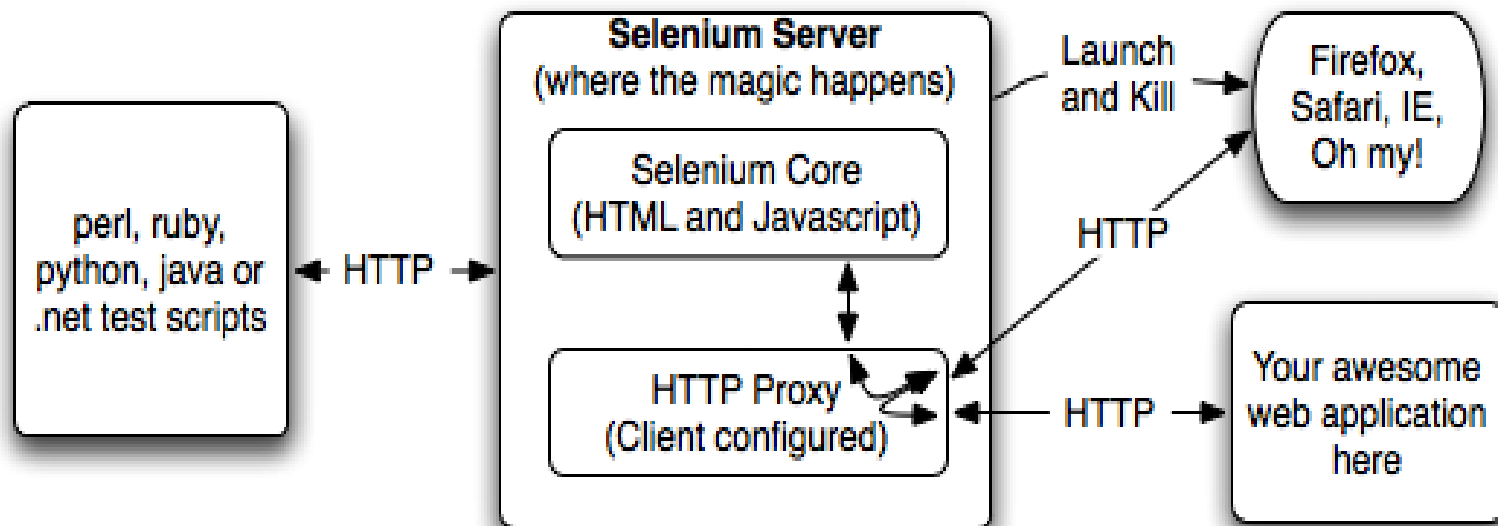 perl, ruby,
python, java or
.net test scripts
HTTP
Selenium Server
(where the magic happens)
Selenium Core
(HTML and Javascript)
HTTP Proxy
(Client configured)
Launch
and Kill
Firefox,
Safari, IE,
Oh my!
HTTP
HTTP
Your awesome
web application
here